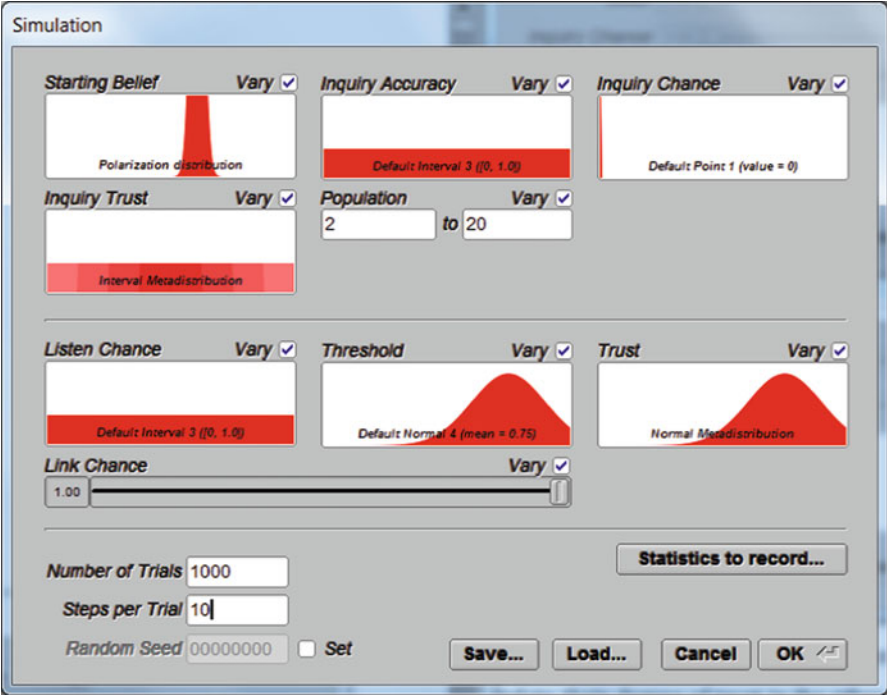 Simulation
Starting Belief Vary Inquiry Accuracy Vary Inquiry Chance Vary
Polarization distribution Default Interval 3 ([0, 1.0]) Default Point 1 (value = 0)
Inquiry Trust Vary Population Vary
2 to 20
Interval Metadistribution
Listen Chance Vary Threshold Vary Trust Vary
Default Interval 3 ([0, 1.0]) Default Normal 4 (mean = 0.75) Normal Metadistribution
Link Chance Vary
1.00
Statistics to record...
Number of Trials 1000
Steps per Trial 10
Random Seed 00000000 Set
Save... Load... Cancel OK